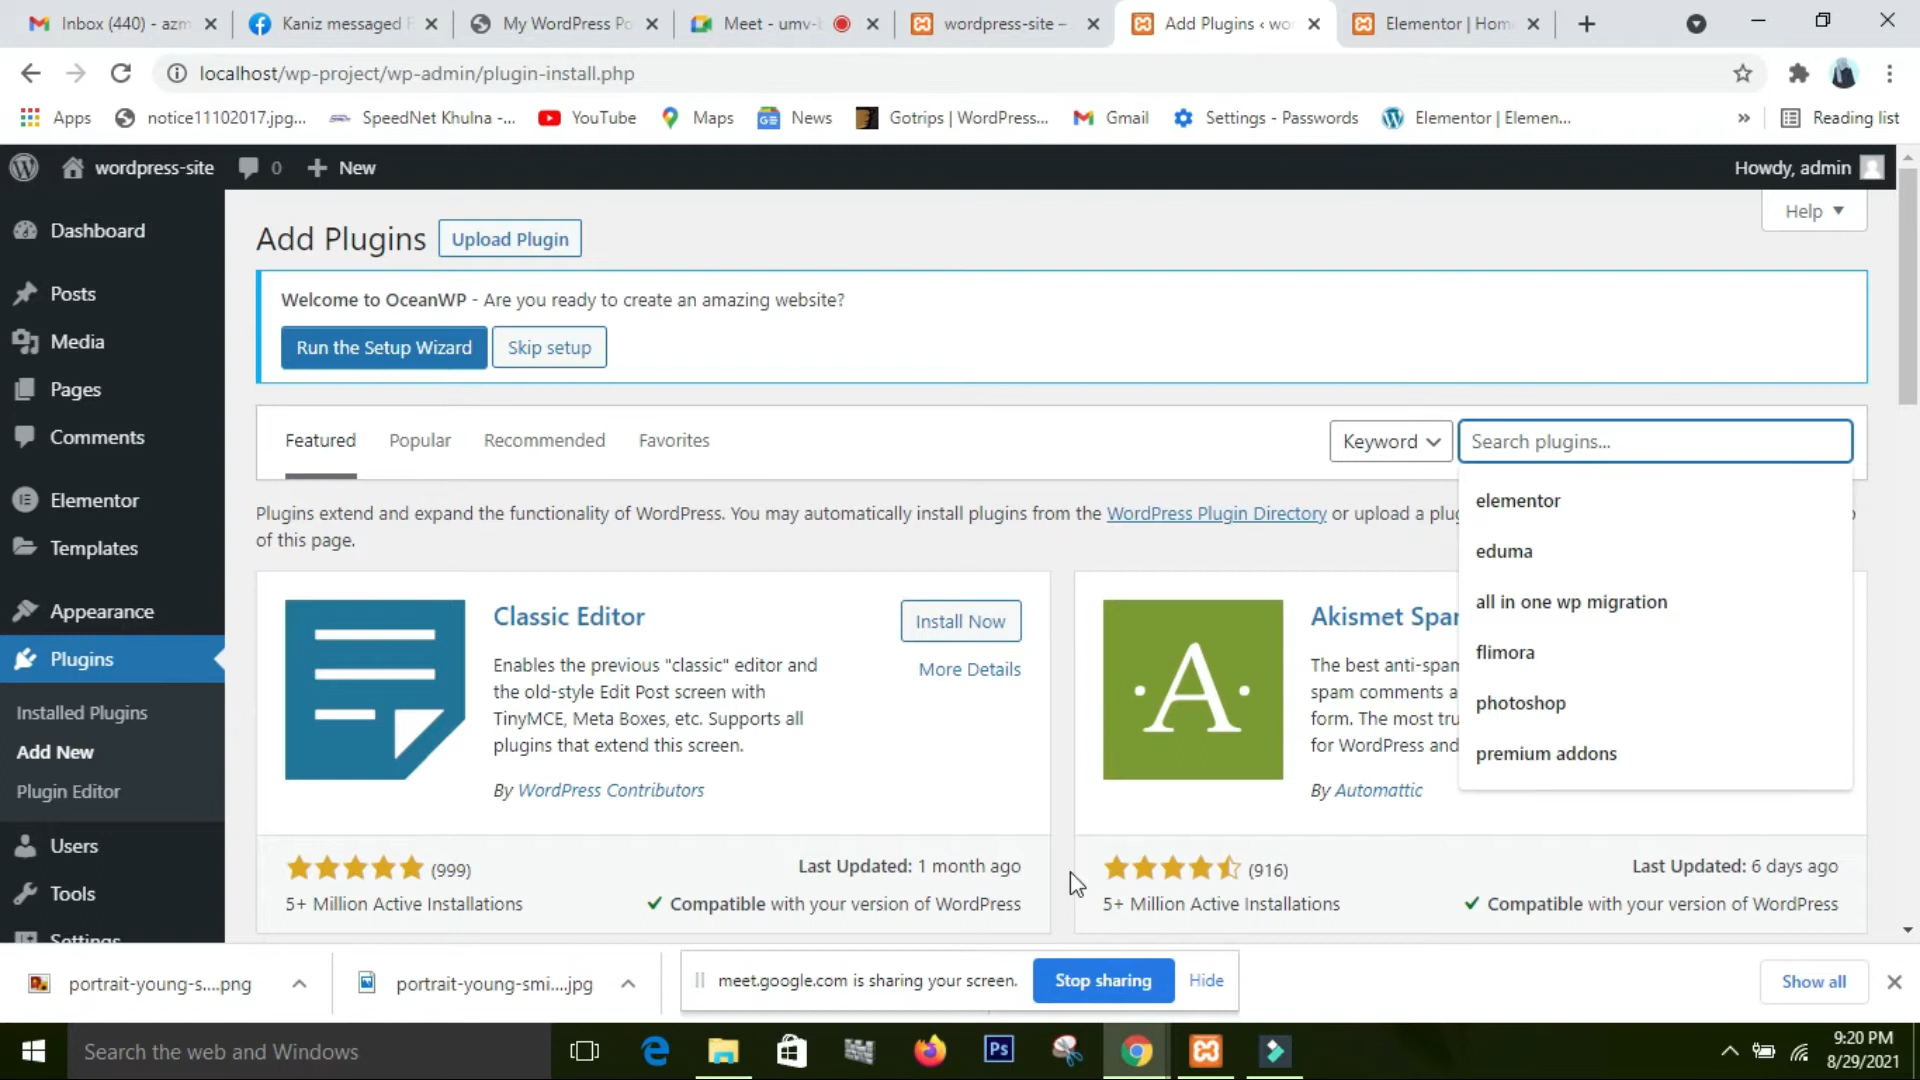 Inbox (440) - azm
Kaniz messaged F
My WordPress Po
Meet - umv-
wordpress-site –
Add Plugins ‹ wo
Elementor | Hom
localhost/wp-project/wp-admin/plugin-install.php
Apps
notice11102017.jpg...
SpeedNet Khulna -...
YouTube
Maps
News
Gotrips | WordPress...
Gmail
Settings - Passwords
Elementor | Elemen...
»
Reading list
wordpress-site
0
New
Howdy, admin
Help
Dashboard
Posts
Media
Pages
Comments
Elementor
Templates
Appearance
Plugins
Installed Plugins
Add New
Plugin Editor
Users
Tools
Settings
Add Plugins
Upload Plugin
Welcome to OceanWP - Are you ready to create an amazing website?
Run the Setup Wizard
Skip setup
Featured
Popular
Recommended
Favorites
Keyword
Search plugins...
elementor
eduma
all in one wp migration
flimora
photoshop
premium addons
Plugins extend and expand the functionality of WordPress. You may automatically install plugins from the WordPress Plugin Directory or upload a plug
of this page.
Classic Editor
Install Now
More Details
Enables the previous "classic" editor and
the old-style Edit Post screen with
TinyMCE, Meta Boxes, etc. Supports all
plugins that extend this screen.
By WordPress Contributors
(999)
5+ Million Active Installations
Last Updated: 1 month ago
Compatible with your version of WordPress
A
Akismet Spam
The best anti-spam
spam comments a
form. The most tru
for WordPress and
By Automattic
(916)
5+ Million Active Installations
Last Updated: 6 days ago
Compatible with your version of WordPress
portrait-young-s....png
portrait-young-smi....jpg
meet.google.com is sharing your screen.
Stop sharing
Hide
Show all
Search the web and Windows
Ps
9:20 PM
8/29/2021